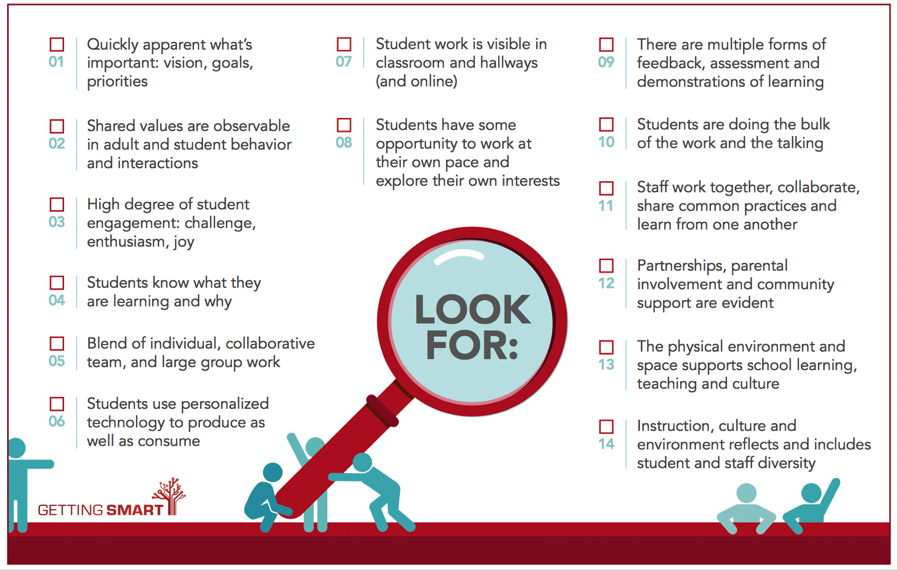 01
Quickly apparent what's
important: vision, goals,
priorities
02
Shared values are observable
in adult and student behavior
and interactions
03
High degree of student
engagement: challenge,
enthusiasm, joy
04
Students know what they
are learning and why
05
Blend of individual, collaborative
team, and large group work
06
Students use personalized
technology to produce as
well as consume
07
Student work is visible in
classroom and hallways
(and online)
08
Students have some
opportunity to work at
their own pace and
explore their own interests
LOOK
FOR:
09
There are multiple forms of
feedback, assessment and
demonstrations of learning
10
Students are doing the bulk
of the work and the talking
11
Staff work together, collaborate,
share common practices and
learn from one another
12
Partnerships, parental
involvement and community
support are evident
13
The physical environment and
space supports school learning,
teaching and culture
14
Instruction, culture and
environment reflects and includes
student and staff diversity
GETTING SMART